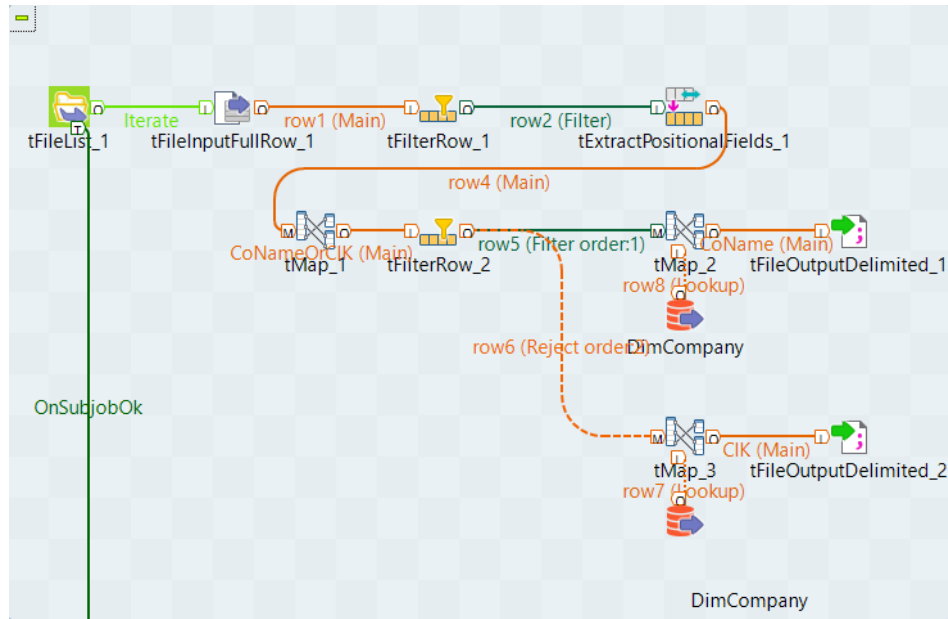 Iterate
row1 (Main)
row2 (Filter)
tFileList_1
tFileInputFullRow_1
tFilterRow_1
tExtractPositionalFields_1
row4 (Main)
CoNameOrCIK (Main)
row5 (Filter order:1)
CoName (Main)
tMap_1
tFilterRow_2
tMap_2
tFileOutputDelimited_1
row8 (Lookup)
row6 (Reject order:2)
DimCompany
OnSubjobOk
CIK (Main)
tMap_3
tFileOutputDelimited_2
row7 (Lookup)
DimCompany